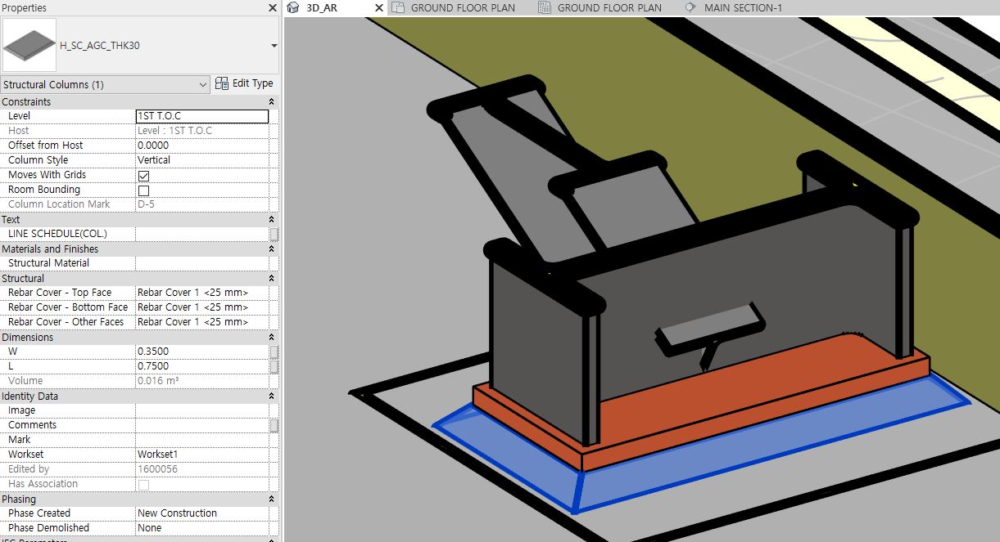 Properties
3D_AR
GROUND FLOOR PLAN
GROUND FLOOR PLAN
MAIN SECTION-1
H_SC_AGC_THK30
Structural Columns (1)
Edit Type
Constraints
Level 1ST T.O.C
Host Level : 1ST T.O.C
Offset from Host 0.0000
Column Style Vertical
Moves With Grids
Room Bounding
Column Location Mark D-5
Text
LINE SCHEDULE(COL.)
Materials and Finishes
Structural Material
Structural
Rebar Cover - Top Face Rebar Cover 1 <25 mm>
Rebar Cover - Bottom Face Rebar Cover 1 <25 mm>
Rebar Cover - Other Faces Rebar Cover 1 <25 mm>
Dimensions
W 0.3500
L 0.7500
Volume 0.016 m³
Identity Data
Image
Comments
Mark
Workset Workset1
Edited by 1600056
Has Association
Phasing
Phase Created New Construction
Phase Demolished None
IFC Parameters